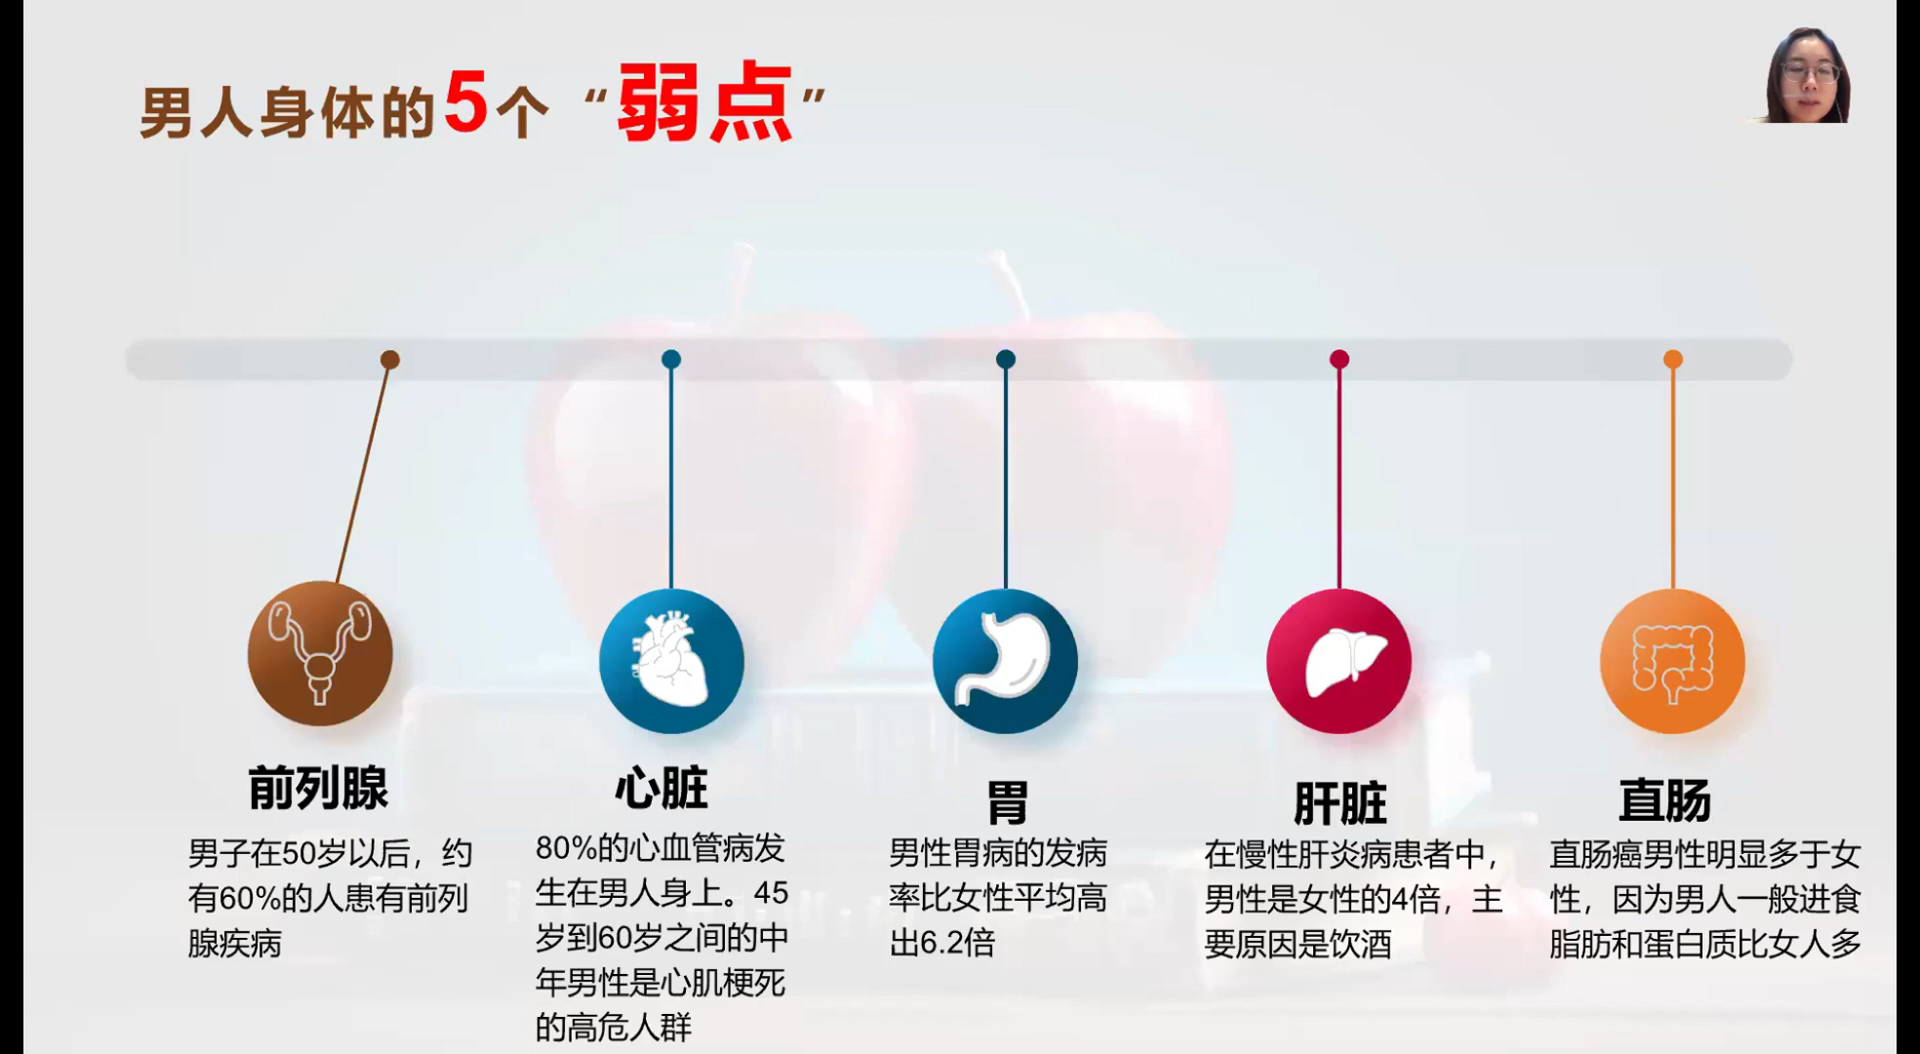 男人身体的5个“弱点”
前列腺
男子在50岁以后，约
有60%的人患有前列
腺疾病
心脏
80%的心血管病发
生在男人身上。45
岁到60岁之间的中
年男性是心肌梗死
的高危人群
胃
男性胃病的发病
率比女性平均高
出6.2倍
肝脏
在慢性肝炎病患者中，
男性是女性的4倍，主
要原因是饮酒
直肠
直肠癌男性明显多于女
性，因为男人一般进食
脂肪和蛋白质比女人多